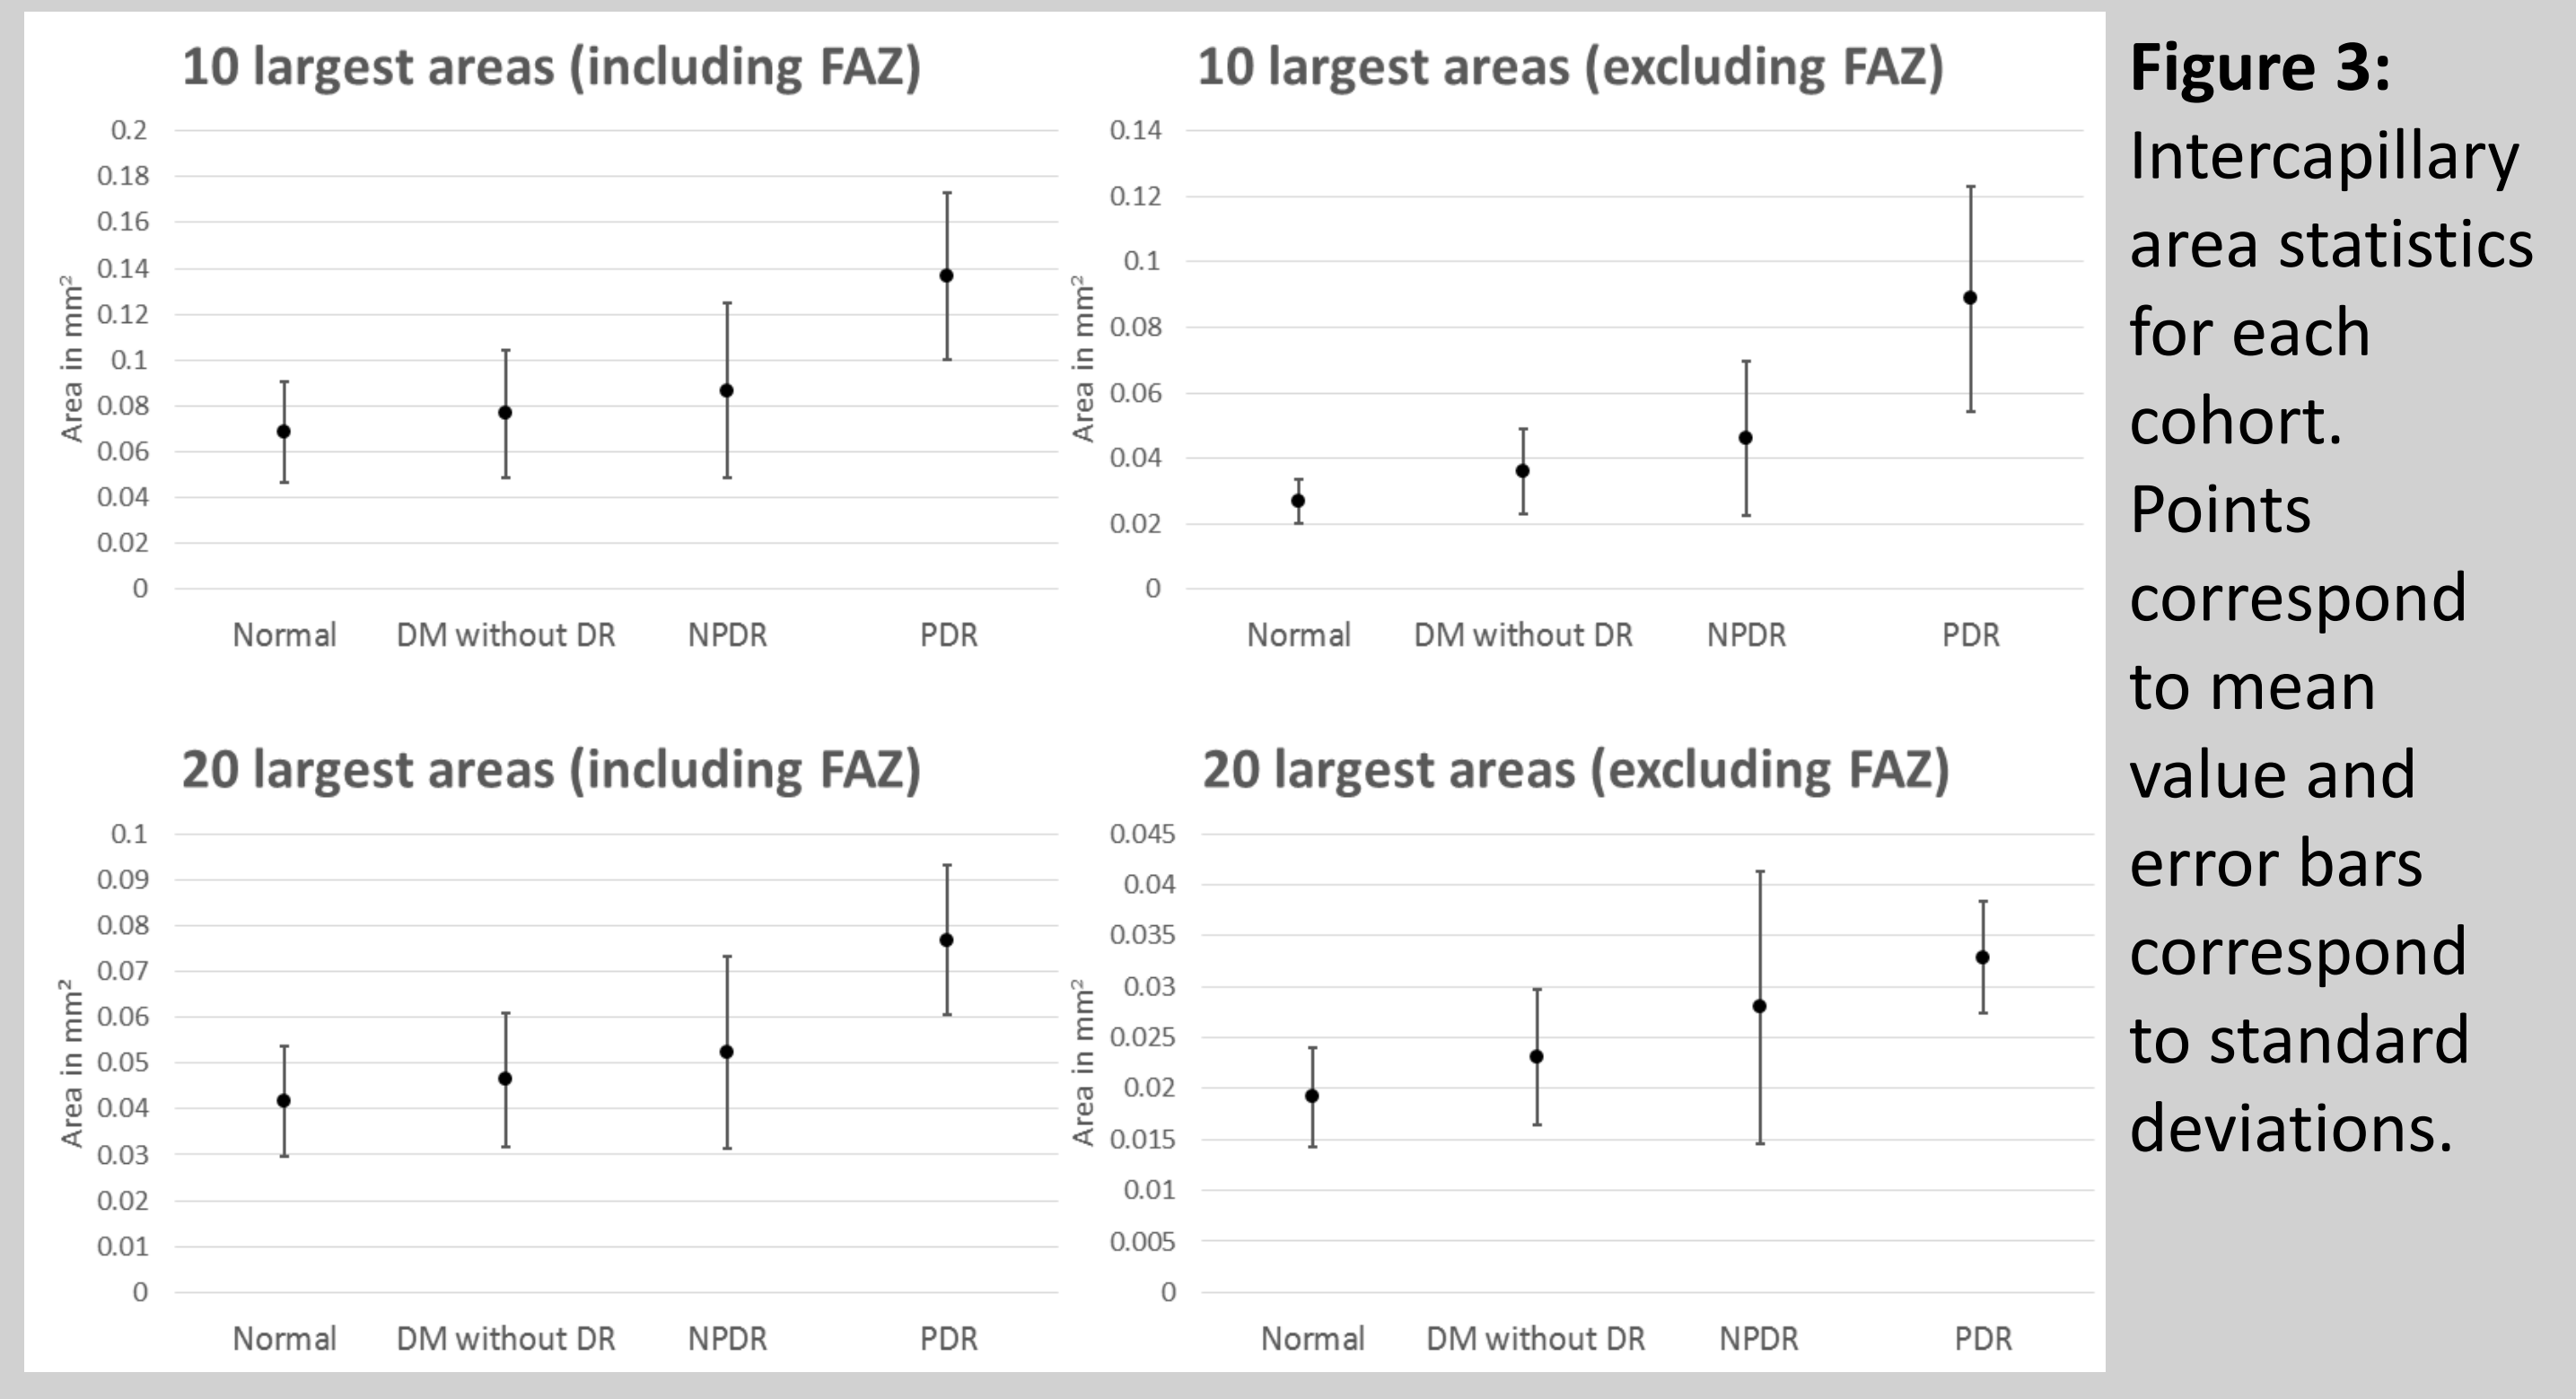 10 largest areas (including FAZ)
0.2
0.18
0.16
0.14
0.12
0.1
0.08
0.06
0.04
0.02
0
Area in mm²
Normal DM without DR NPDR PDR
10 largest areas (excluding FAZ)
0.14
0.12
0.1
0.08
0.06
0.04
0.02
0
Area in mm²
Normal DM without DR NPDR PDR
20 largest areas (including FAZ)
0.1
0.09
0.08
0.07
0.06
0.05
0.04
0.03
0.02
0.01
0
Area in mm²
Normal DM without DR NPDR PDR
20 largest areas (excluding FAZ)
0.045
0.04
0.035
0.03
0.025
0.02
0.015
0.01
0.005
0
Area in mm²
Normal DM without DR NPDR PDR
Figure 3:
Intercapillary
area statistics
for each
cohort.
Points
correspond
to mean
value and
error bars
correspond
to standard
deviations.